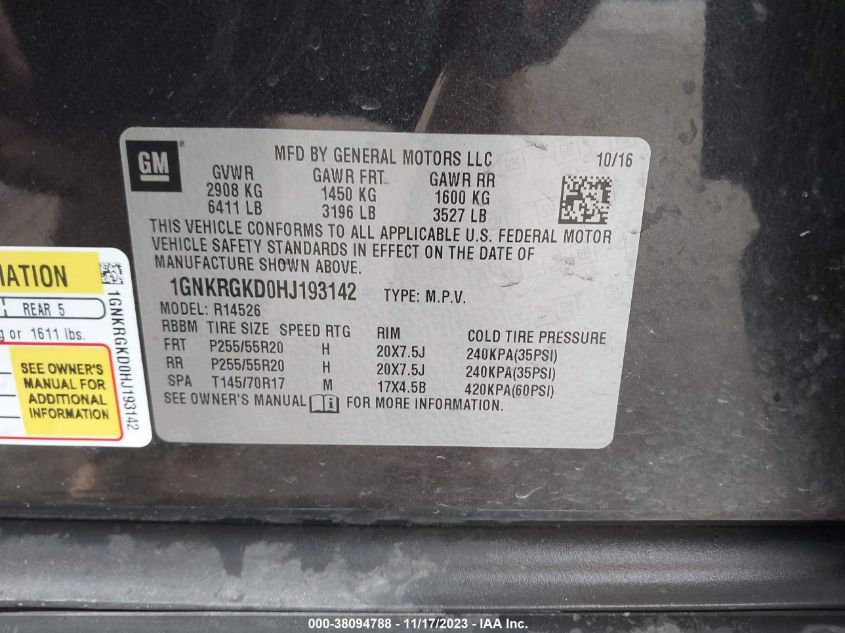 GM
MFD BY GENERAL MOTORS LLC 10/16
GVWR GAWR FRT GAWR RR
2908 KG 1450 KG 1600 KG
6411 LB 3196 LB 3527 LB
THIS VEHICLE CONFORMS TO ALL APPLICABLE U.S. FEDERAL MOTOR
VEHICLE SAFETY STANDARDS IN EFFECT ON THE DATE OF
MANUFACTURE SHOWN ABOVE.
1GNKRGKD0HJ193142 TYPE: M.P.V.
MODEL: R14526
RBBM TIRE SIZE SPEED RTG RIM COLD TIRE PRESSURE
FRT P255/55R20 H 20X7.5J 240KPA(35PSI)
RR P255/55R20 H 20X7.5J 240KPA(35PSI)
SPA T145/70R17 M 17X4.5B 420KPA(60PSI)
SEE OWNER'S MANUAL FOR MORE INFORMATION.
REAR 5
or 1611 lbs.
SEE OWNER'S
MANUAL FOR
ADDITIONAL
INFORMATION
1GNKRGKD0HJ193142
000-38094788 - 11/17/2023 - IAA Inc.